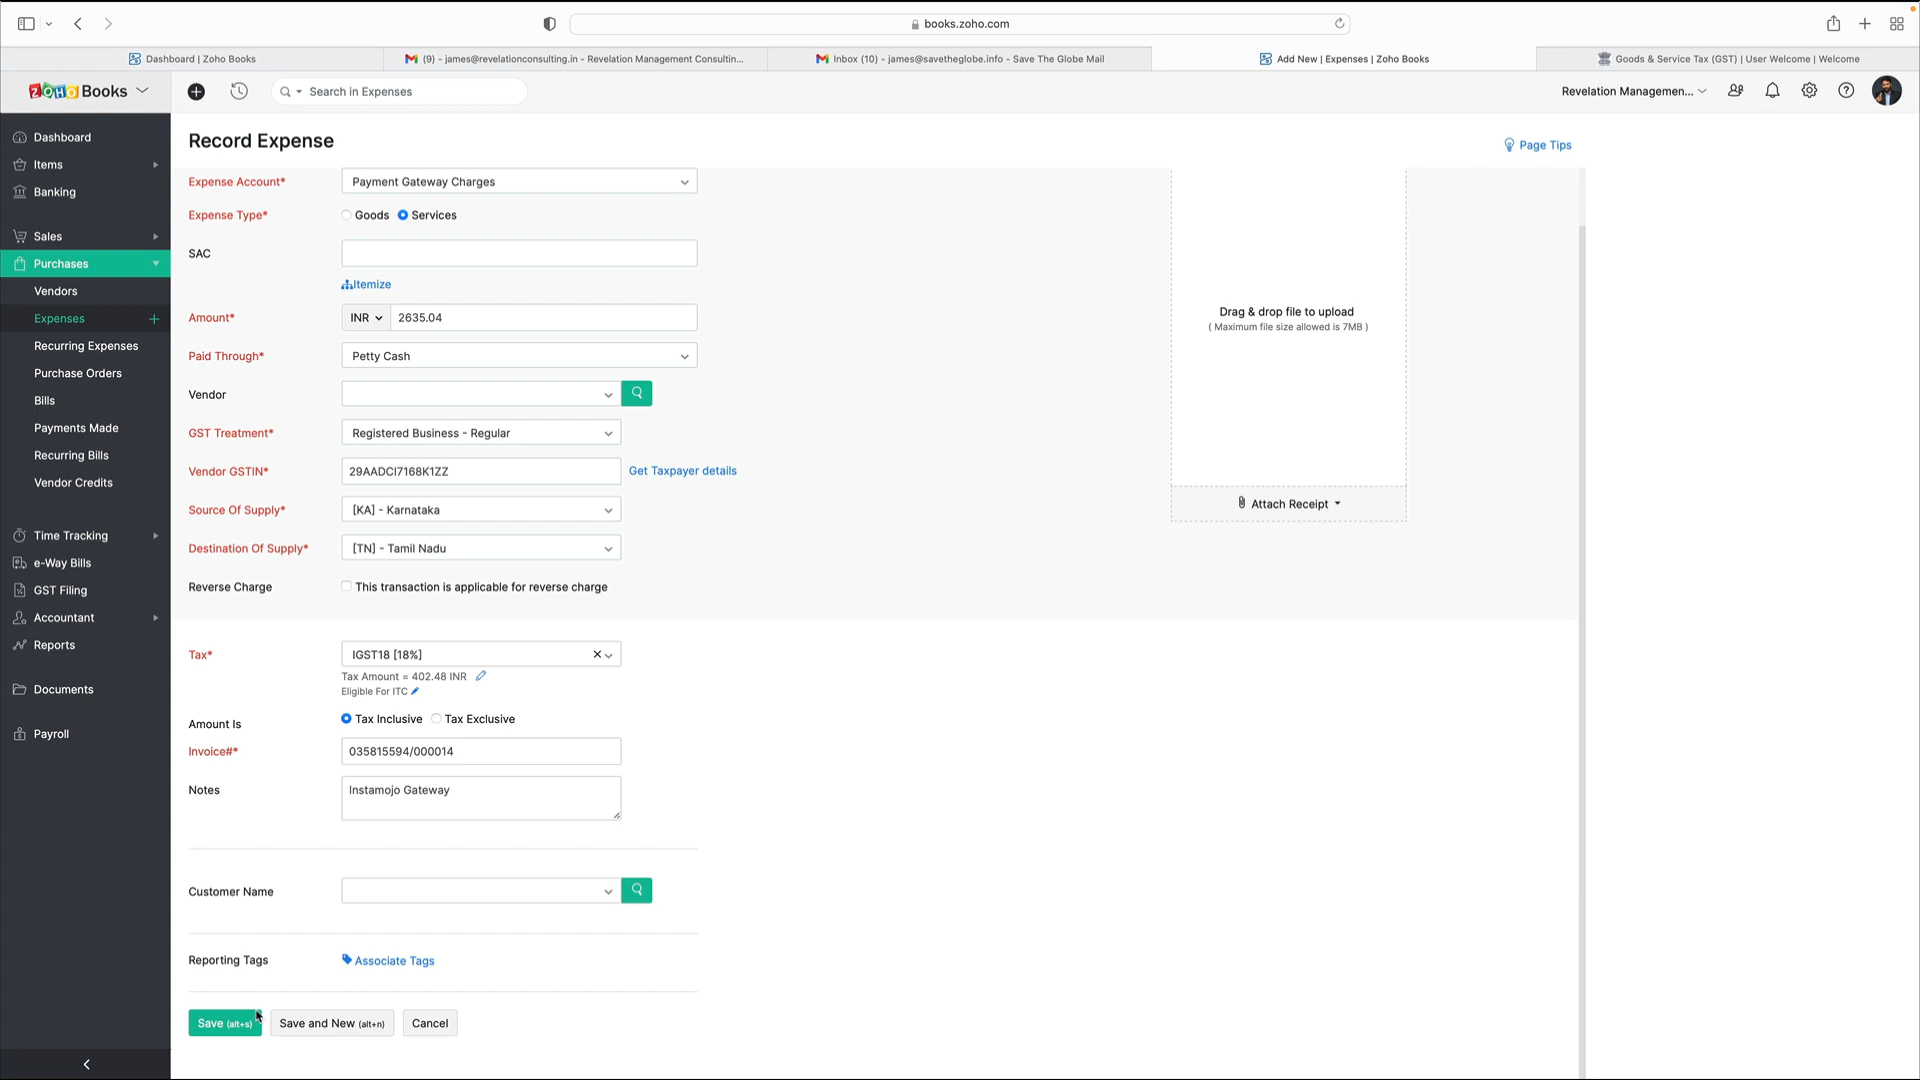 books.zoho.com
Dashboard | Zoho Books
(9) - james@revelationconsulting.in - Revelation Management Consultin...
Inbox (10) - james@savetheglobe.info - Save The Globe Mail
Add New | Expenses | Zoho Books
Goods & Service Tax (GST) | User Welcome | Welcome
ZOHO Books
Search in Expenses
Revelation Managemen...
Dashboard
Items
Banking
Sales
Purchases
Vendors
Expenses
Recurring Expenses
Purchase Orders
Bills
Payments Made
Recurring Bills
Vendor Credits
Time Tracking
e-Way Bills
GST Filing
Accountant
Reports
Documents
Payroll
Record Expense
Page Tips
Expense Account* Payment Gateway Charges
Expense Type* Goods Services
SAC
Itemize
Amount* INR 2635.04
Paid Through* Petty Cash
Vendor
GST Treatment* Registered Business - Regular
Vendor GSTIN* 29AADCI7168K1ZZ Get Taxpayer details
Source Of Supply* [KA] - Karnataka
Destination Of Supply* [TN] - Tamil Nadu
Reverse Charge This transaction is applicable for reverse charge
Tax* IGST18 [18%]
Tax Amount = 402.48 INR
Eligible For ITC
Amount Is Tax Inclusive Tax Exclusive
Invoice#* 035815594/000014
Notes Instamojo Gateway
Customer Name
Reporting Tags Associate Tags
Save (alt+s) Save and New (alt+n) Cancel
Drag & drop file to upload
( Maximum file size allowed is 7MB )
Attach Receipt